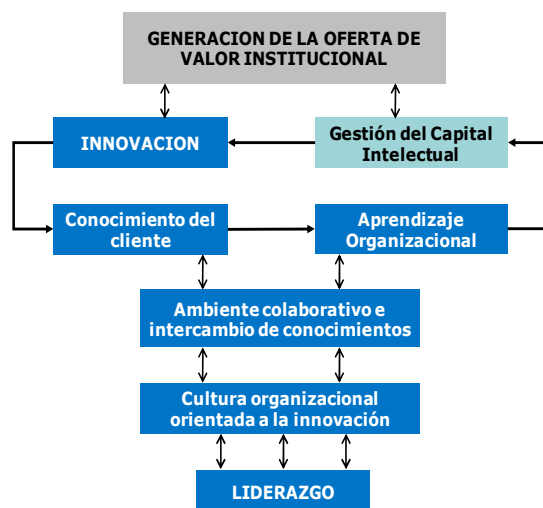 GENERACION DE LA OFERTA DE
VALOR INSTITUCIONAL
INNOVACION
Gestión del Capital
Intelectual
Conocimiento del
cliente
Aprendizaje
Organizacional
Ambiente colaborativo e
intercambio de conocimientos
Cultura organizacional
orientada a la innovación
LIDERAZGO